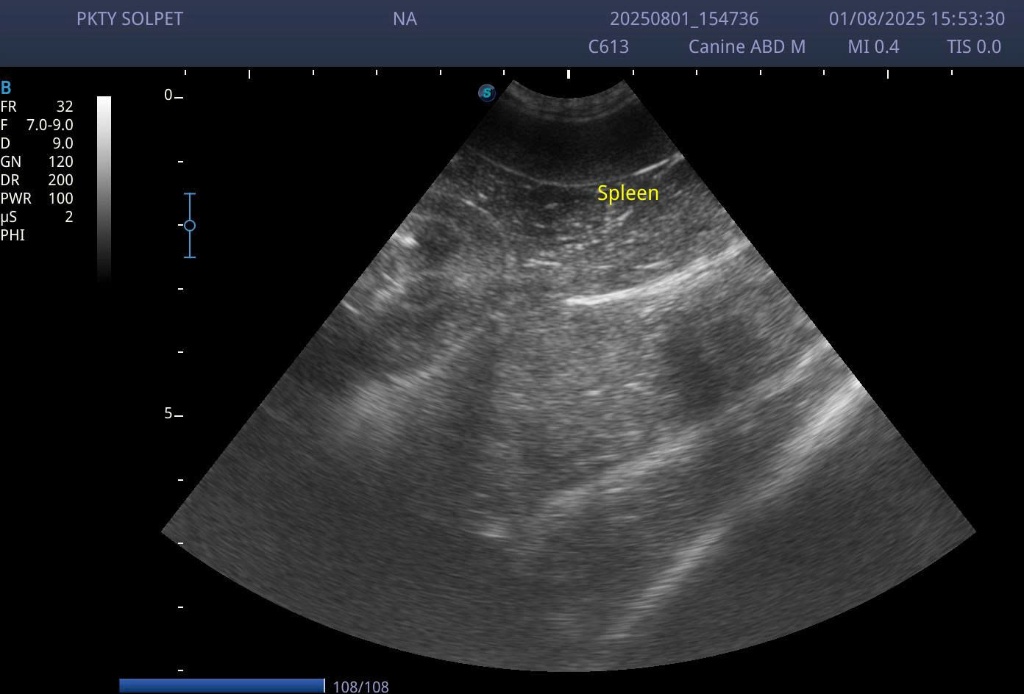 PKTY SOLPET NA 20250801_154736 01/08/2025 15:53:30
C613 Canine ABD M MI 0.4 TIS 0.0
B
FR 32
F 7.0-9.0
D 9.0
GN 120
DR 200
PWR 100
µS 2
PHI
0
S
Spleen
5
108/108